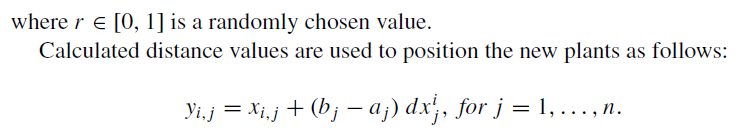 where r ∈ [0, 1] is a randomly chosen value.
Calculated distance values are used to position the new plants as follows:
y_{i,j} = x_{i,j} + (b_j − a_j) dx_j^i, for j = 1, . . . , n.